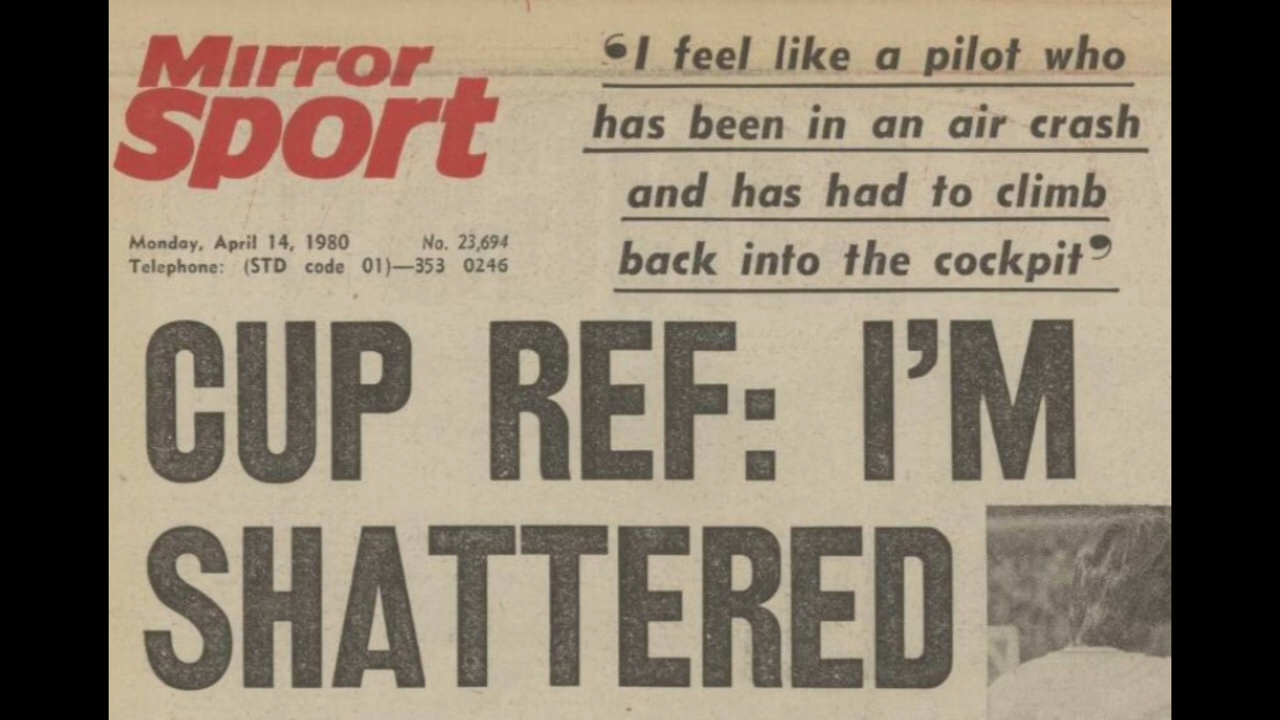 Mirror
Sport
‘I feel like a pilot who
has been in an air crash
and has had to climb
back into the cockpit’
Monday, April 14, 1980 No. 23,694
Telephone: (STD code 01)—353 0246
CUP REF: I’M
SHATTERED